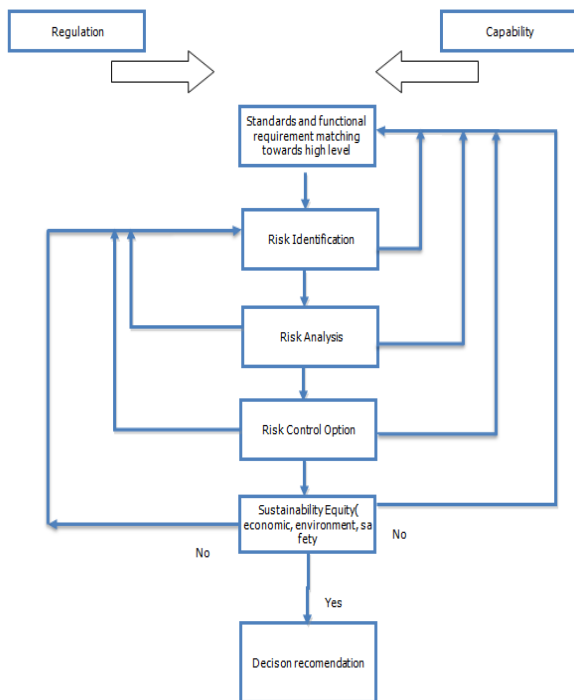 Regulation
Capability
Standards and functional
requirement matching
towards high level
Risk Identification
Risk Analysis
Risk Control Option
Sustainability Equity(
economic, environment, sa
fety
No
No
Yes
Decison recomendation